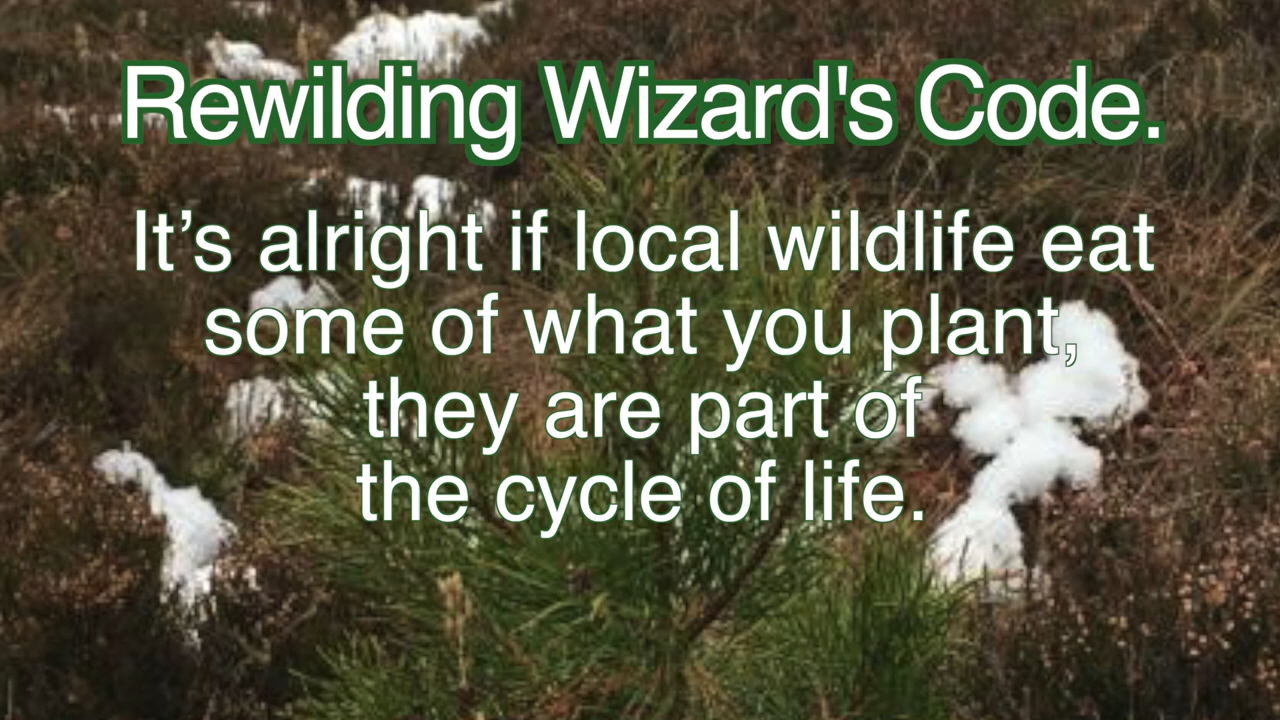 Rewilding Wizard's Code.
It’s alright if local wildlife eat
some of what you plant,
they are part of
the cycle of life.